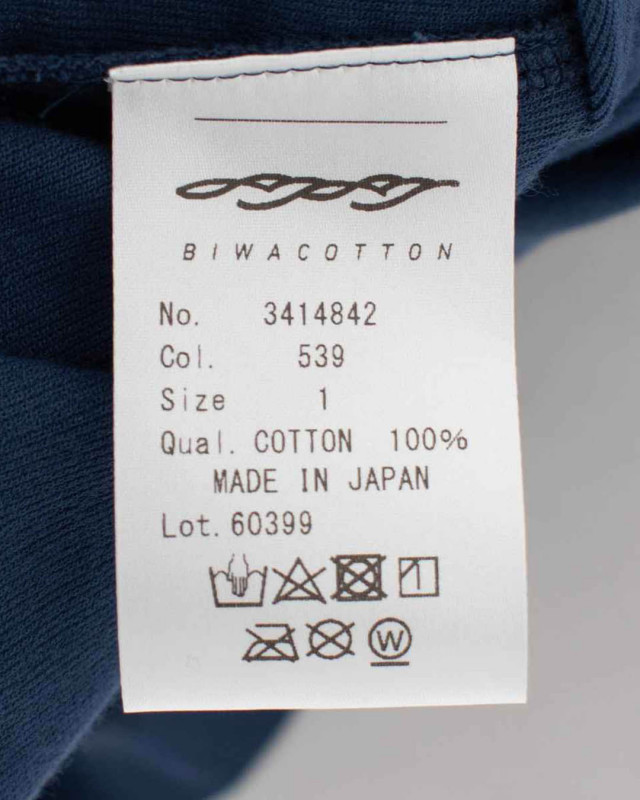 BIWACOTTON
No. 3414842
Col. 539
Size 1
Qual. COTTON 100%
MADE IN JAPAN
Lot. 60399
W